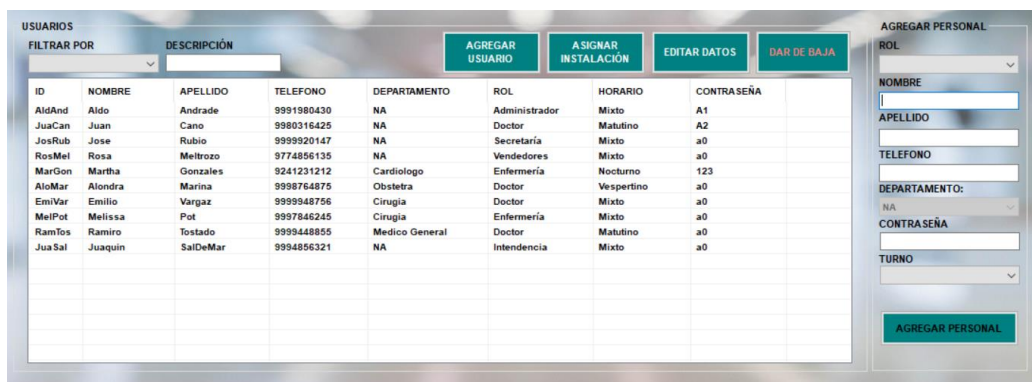 USUARIOS
FILTRAR POR DESCRIPCIÓN
AGREGAR USUARIO
ASIGNAR INSTALACIÓN
EDITAR DATOS
DAR DE BAJA
ID NOMBRE APELLIDO TELEFONO DEPARTAMENTO ROL HORARIO CONTRASEÑA
AldAnd Aldo Andrade 9991980430 NA Administrador Mixto A1
JuaCan Juan Cano 9980316425 NA Doctor Matutino A2
JosRub Jose Rubio 9999920147 NA Secretaría Mixto a0
RosMel Rosa Meltrozo 9774856135 NA Vendedores Mixto a0
MarGon Martha Gonzales 9241231212 Cardiologo Enfermería Nocturno 123
AloMar Alondra Marina 9998764875 Obstetra Doctor Vespertino a0
EmiVar Emilio Vargaz 9999948756 Cirugia Doctor Mixto a0
MelPot Melissa Pot 9997846245 Cirugia Enfermería Mixto a0
RamTos Ramiro Tostado 9999448855 Medico General Doctor Matutino a0
JuaSal Juaquin SalDeMar 9994856321 NA Intendencia Mixto a0
AGREGAR PERSONAL
ROL
NOMBRE
APELLIDO
TELEFONO
DEPARTAMENTO:
NA
CONTRASEÑA
TURNO
AGREGAR PERSONAL